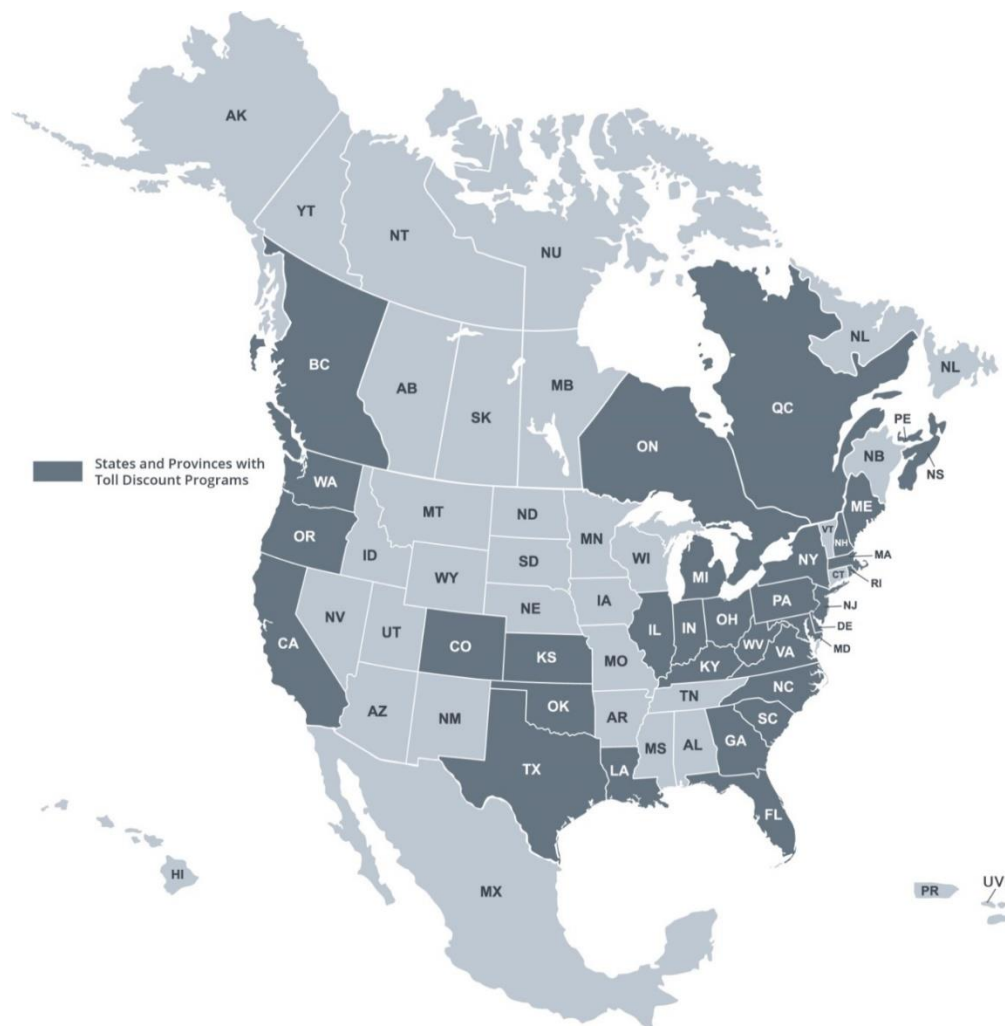 AK
YT
NT
NU
BC
AB
SK
MB
ON
QC
NL
NL
PE
NB
NS
States and Provinces with
Toll Discount Programs
WA
MT
ND
MN
ME
VT
NH
OR
ID
SD
WI
MI
NY
MA
RI
CT
WY
IA
PA
NJ
NE
OH
DE
NV
UT
IL
IN
MD
CA
CO
KS
MO
WV
VA
KY
NC
TN
AZ
NM
OK
AR
SC
MS
AL
GA
TX
LA
FL
HI
MX
PR
UV